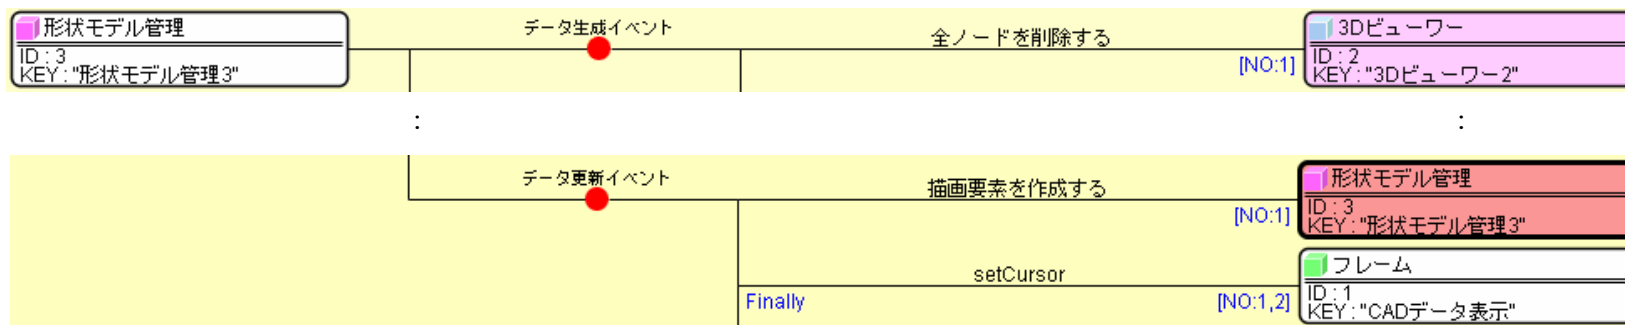 形状モデル管理
ID : 3
KEY : "形状モデル管理3"
データ生成イベント
全ノードを削除する
[NO:1]
3Dビューワー
ID : 2
KEY : "3Dビューワー2"
:
:
データ更新イベント
描画要素を作成する
[NO:1]
形状モデル管理
ID : 3
KEY : "形状モデル管理3"
setCursor
Finally
[NO:1,2]
フレーム
ID : 1
KEY : "CADデータ表示"